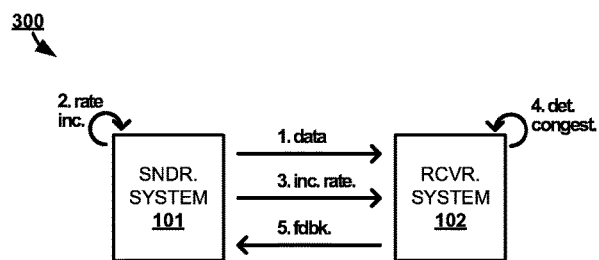 300
2. rate
inc.
4. det.
congest.
1. data
SNDR.
SYSTEM
101
3. inc. rate.
RCVR.
SYSTEM
102
5. fdbk.